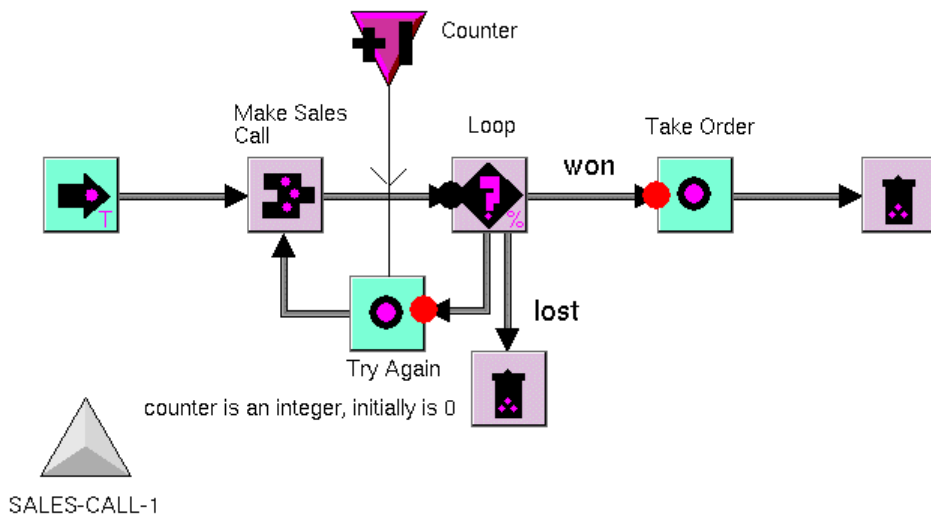 Counter
Make Sales
Call
Loop
Take Order
won
T
%
lost
Try Again
counter is an integer, initially is 0
SALES-CALL-1